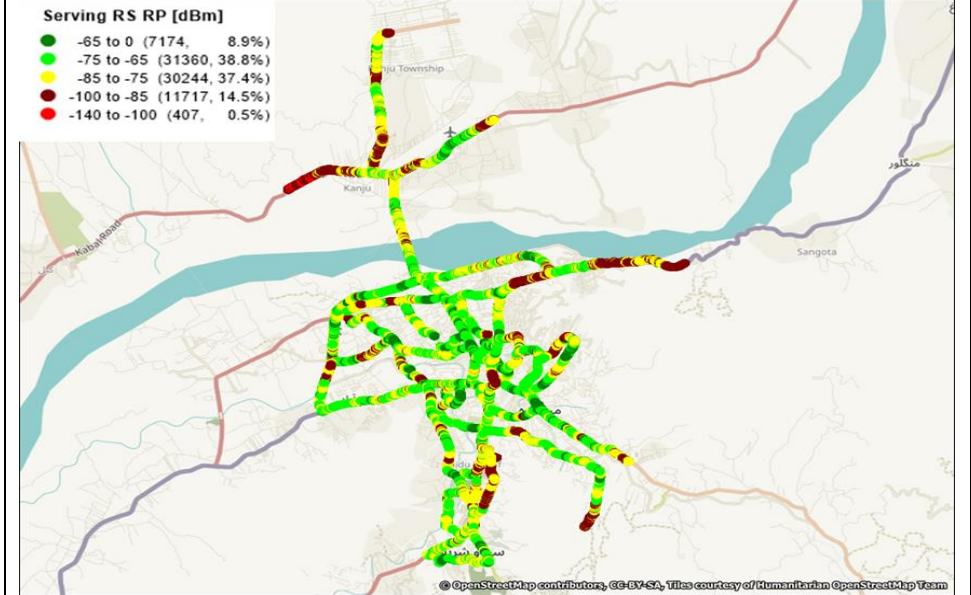 Serving RS RP [dBm]
-65 to 0 (7174, 8.9%)
-75 to -65 (31360, 38.8%)
-85 to -75 (30244, 37.4%)
-100 to -85 (11717, 14.5%)
-140 to -100 (407, 0.5%)
Township
Kanju
منګلور
Kabal Road
Sangota
© OpenStreetMap contributors, CC-BY-SA, Tiles courtesy of Humanitarian OpenStreetMap Team